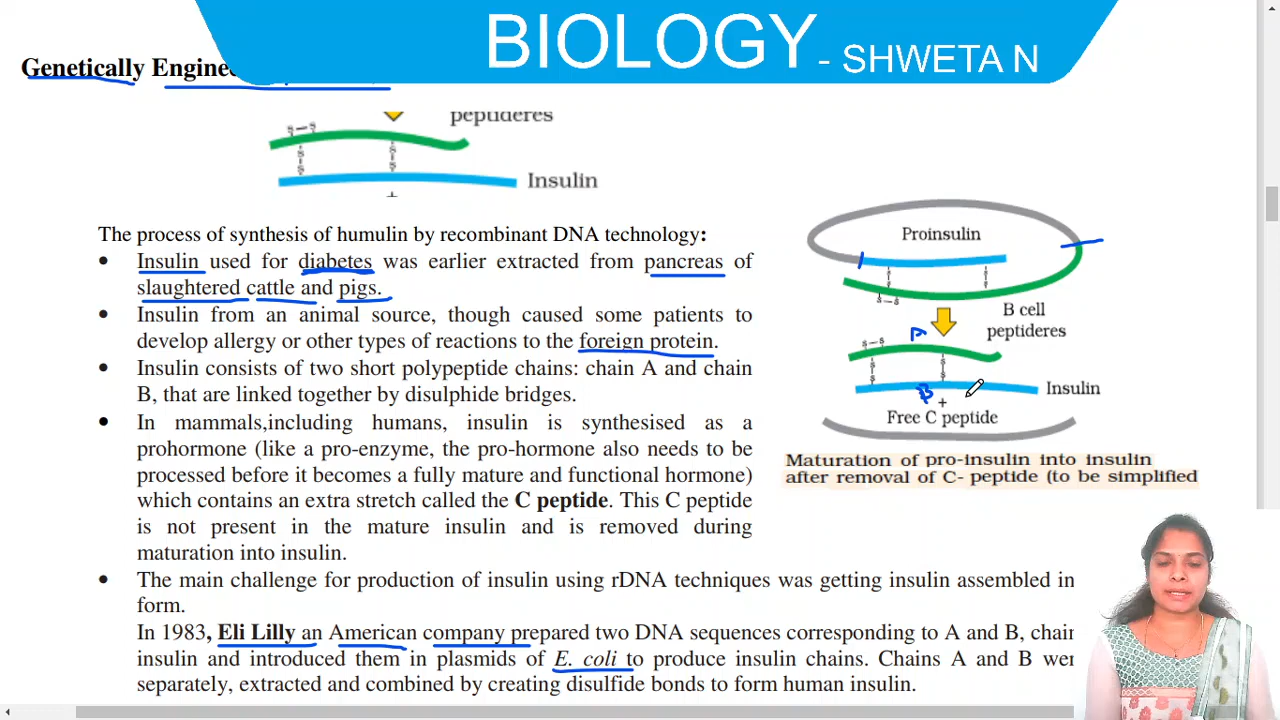 BIOLOGY - SHWETA N
Genetically Enginee
peptideres
S S
Insulin
+
The process of synthesis of humulin by recombinant DNA technology:
• Insulin used for diabetes was earlier extracted from pancreas of
slaughtered cattle and pigs.
• Insulin from an animal source, though caused some patients to
develop allergy or other types of reactions to the foreign protein.
• Insulin consists of two short polypeptide chains: chain A and chain
B, that are linked together by disulphide bridges.
• In mammals,including humans, insulin is synthesised as a
prohormone (like a pro-enzyme, the pro-hormone also needs to be
processed before it becomes a fully mature and functional hormone)
which contains an extra stretch called the C peptide. This C peptide
is not present in the mature insulin and is removed during
maturation into insulin.
• The main challenge for production of insulin using rDNA techniques was getting insulin assembled in
form.
In 1983, Eli Lilly an American company prepared two DNA sequences corresponding to A and B, chain
insulin and introduced them in plasmids of E. coli to produce insulin chains. Chains A and B wer
separately, extracted and combined by creating disulfide bonds to form human insulin.
Proinsulin
S—S
B cell
peptideres
S—S
Insulin
B
+
Free C peptide
Maturation of pro-insulin into insulin
after removal of C- peptide (to be simplified